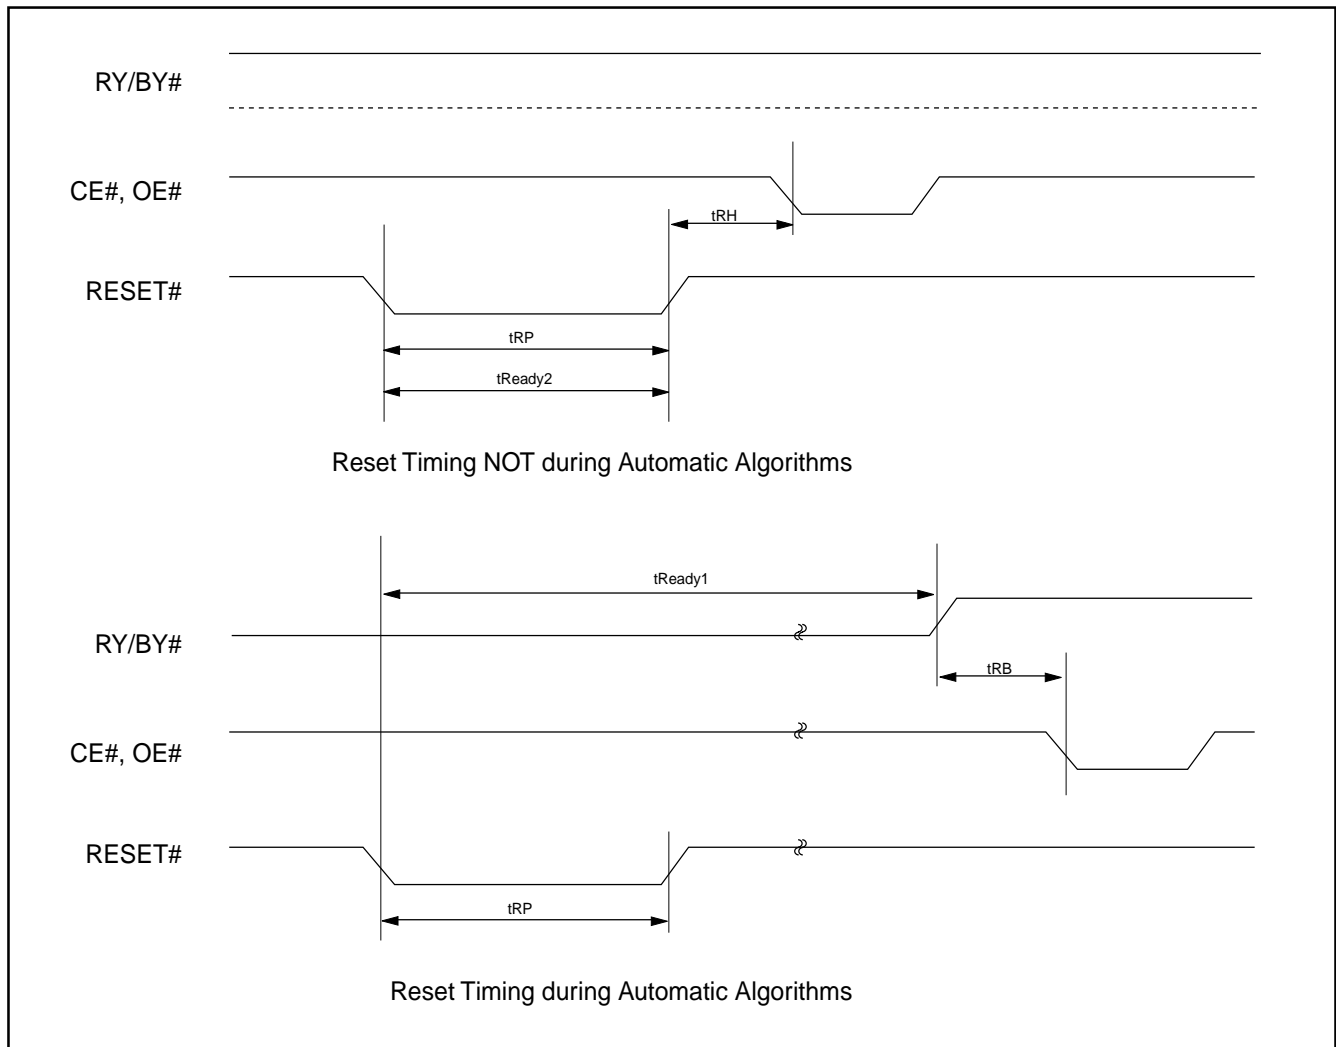 RY/BY#
CE#, OE#
tRH
RESET#
tRP
tReady2
Reset Timing NOT during Automatic Algorithms
tReady1
RY/BY#
tRB
CE#, OE#
RESET#
tRP
Reset Timing during Automatic Algorithms